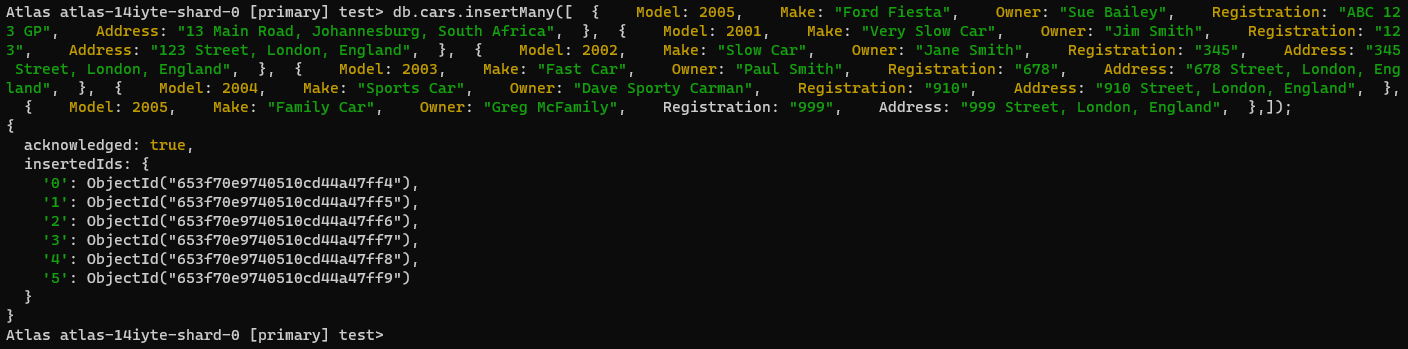 Atlas atlas-14iyte-shard-0 [primary] test> db.cars.insertMany([  {    Model: 2005,    Make: "Ford Fiesta",    Owner: "Sue Bailey",    Registration: "ABC 12
3 GP",    Address: "13 Main Road, Johannesburg, South Africa",  },  {    Model: 2001,    Make: "Very Slow Car",    Owner: "Jim Smith",    Registration: "12
3",    Address: "123 Street, London, England",  },  {    Model: 2002,    Make: "Slow Car",    Owner: "Jane Smith",    Registration: "345",    Address: "345
 Street, London, England",  },  {    Model: 2003,    Make: "Fast Car",    Owner: "Paul Smith",    Registration: "678",    Address: "678 Street, London, Eng
land",  },  {    Model: 2004,    Make: "Sports Car",    Owner: "Dave Sporty Carman",    Registration: "910",    Address: "910 Street, London, England",  },
  {    Model: 2005,    Make: "Family Car",    Owner: "Greg McFamily",    Registration: "999",    Address: "999 Street, London, England",  },]);
{
  acknowledged: true,
  insertedIds: {
    '0': ObjectId("653f70e9740510cd44a47ff4"),
    '1': ObjectId("653f70e9740510cd44a47ff5"),
    '2': ObjectId("653f70e9740510cd44a47ff6"),
    '3': ObjectId("653f70e9740510cd44a47ff7"),
    '4': ObjectId("653f70e9740510cd44a47ff8"),
    '5': ObjectId("653f70e9740510cd44a47ff9")
  }
}
Atlas atlas-14iyte-shard-0 [primary] test>